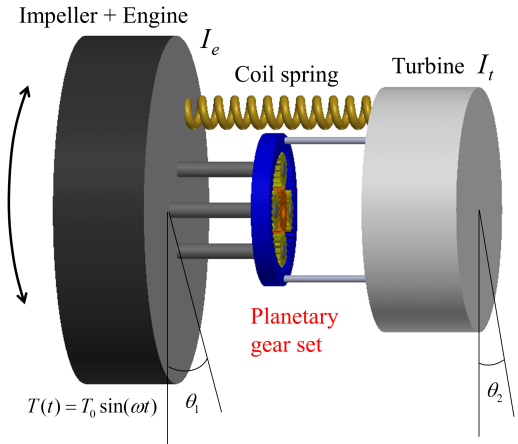 Impeller + Engine
I_e
Coil spring
Turbine I_t
Planetary
gear set
T(t) = T_0 sin(ωt)
θ_1
θ_2